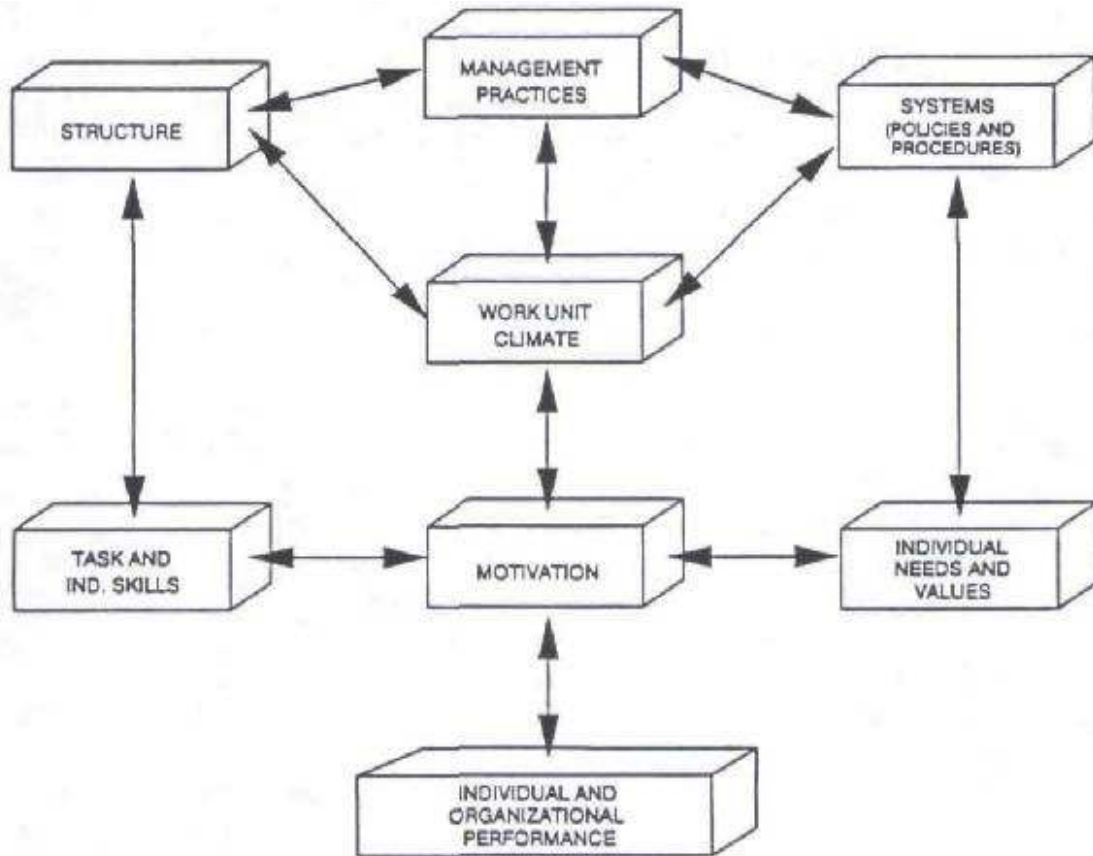 MANAGEMENT
PRACTICES
STRUCTURE
SYSTEMS
(POLICIES AND
PROCEDURES)
WORK UNIT
CLIMATE
TASK AND
IND. SKILLS
MOTIVATION
INDIVIDUAL
NEEDS AND
VALUES
INDIVIDUAL AND
ORGANIZATIONAL
PERFORMANCE